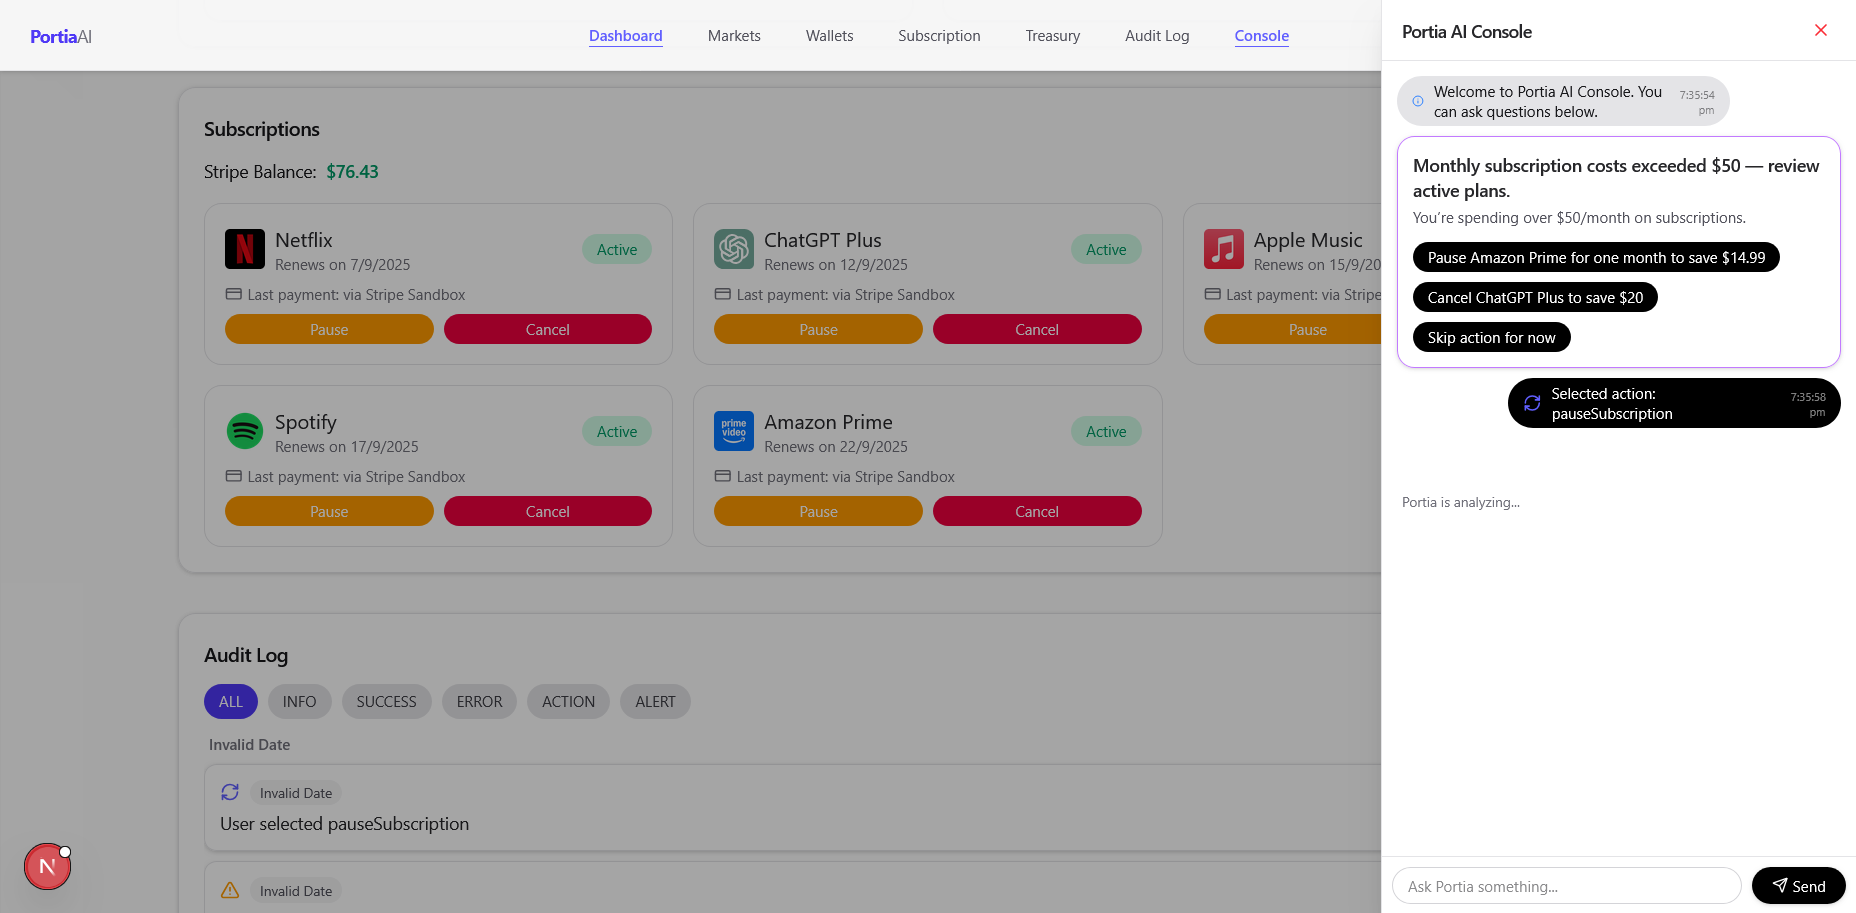 PortiaAI
Dashboard
Markets
Wallets
Subscription
Treasury
Audit Log
Console
Subscriptions
Stripe Balance: $76.43
Netflix
Renews on 7/9/2025
Active
Last payment: via Stripe Sandbox
Pause
Cancel
ChatGPT Plus
Renews on 12/9/2025
Active
Last payment: via Stripe Sandbox
Pause
Cancel
Apple Music
Renews on 15/9/20
Last payment: via Stripe
Pause
Spotify
Renews on 17/9/2025
Active
Last payment: via Stripe Sandbox
Pause
Cancel
prime
video
Amazon Prime
Renews on 22/9/2025
Active
Last payment: via Stripe Sandbox
Pause
Cancel
Audit Log
ALL
INFO
SUCCESS
ERROR
ACTION
ALERT
Invalid Date
Invalid Date
User selected pauseSubscription
Invalid Date
N
Portia AI Console
Welcome to Portia AI Console. You
can ask questions below.
7:35:54
pm
Monthly subscription costs exceeded $50 — review
active plans.
You’re spending over $50/month on subscriptions.
Pause Amazon Prime for one month to save $14.99
Cancel ChatGPT Plus to save $20
Skip action for now
Selected action:
pauseSubscription
7:35:58
pm
Portia is analyzing...
Ask Portia something...
Send